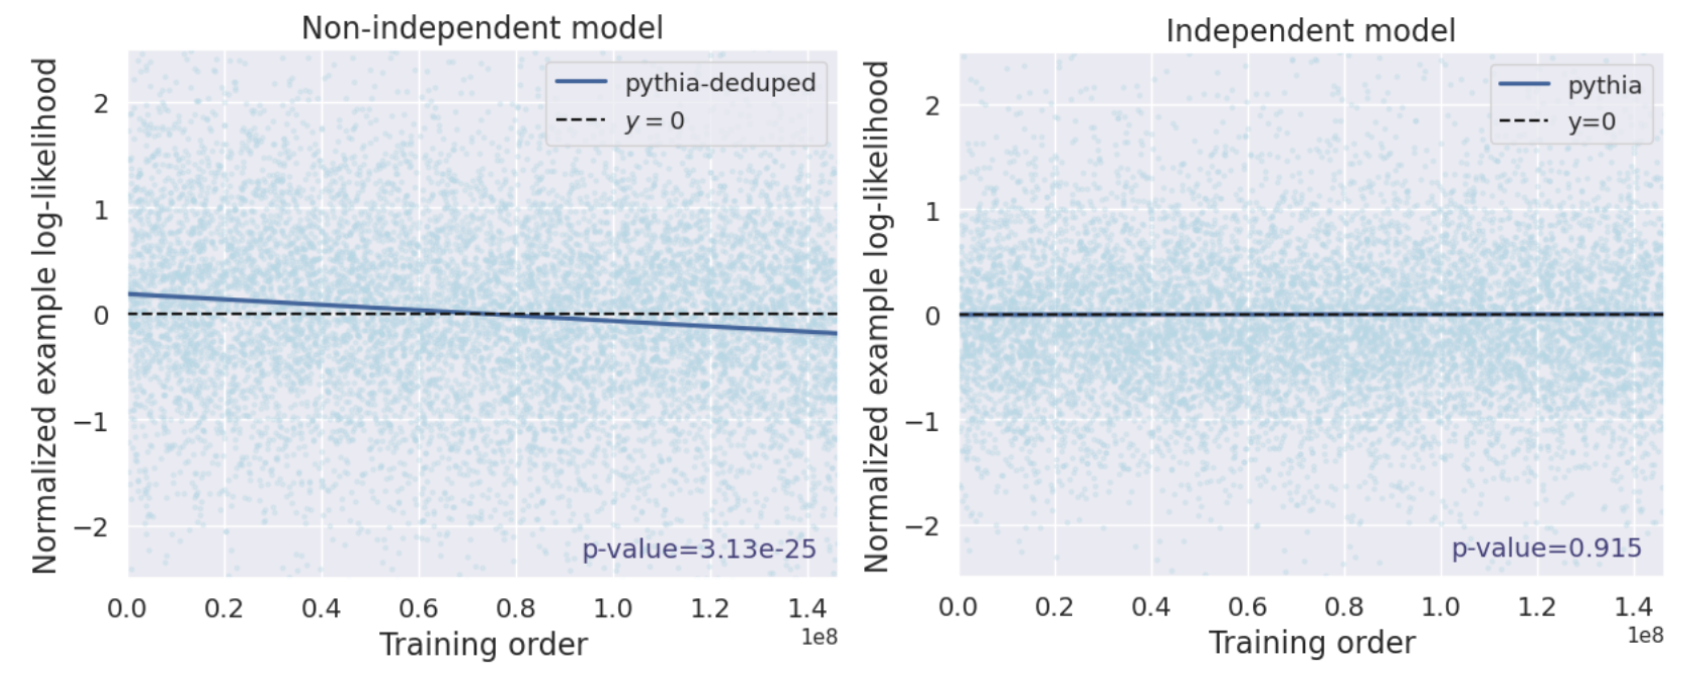 Non-independent model
pythia-deduped
y = 0
Normalized example log-likelihood
2
1
0
−1
−2
p-value=3.13e-25
0.0 0.2 0.4 0.6 0.8 1.0 1.2 1.4
1e8
Training order
Independent model
pythia
y=0
Normalized example log-likelihood
2
1
0
−1
−2
p-value=0.915
0.0 0.2 0.4 0.6 0.8 1.0 1.2 1.4
1e8
Training order